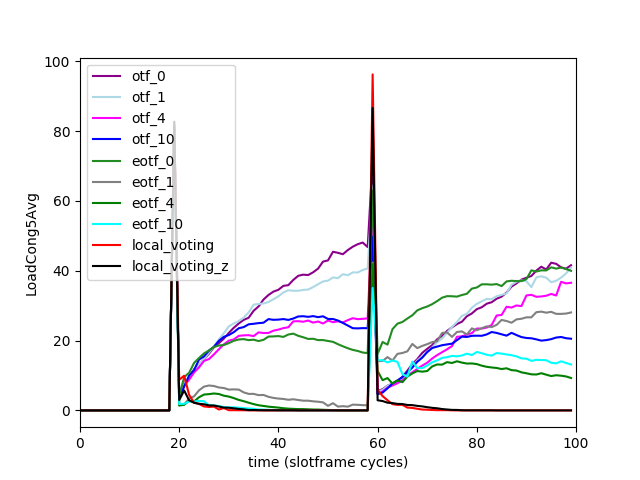 100
80
60
40
20
0
LoadCong5Avg
otf_0
otf_1
otf_4
otf_10
eotf_0
eotf_1
eotf_4
eotf_10
local_voting
local_voting_z
0 20 40 60 80 100
time (slotframe cycles)